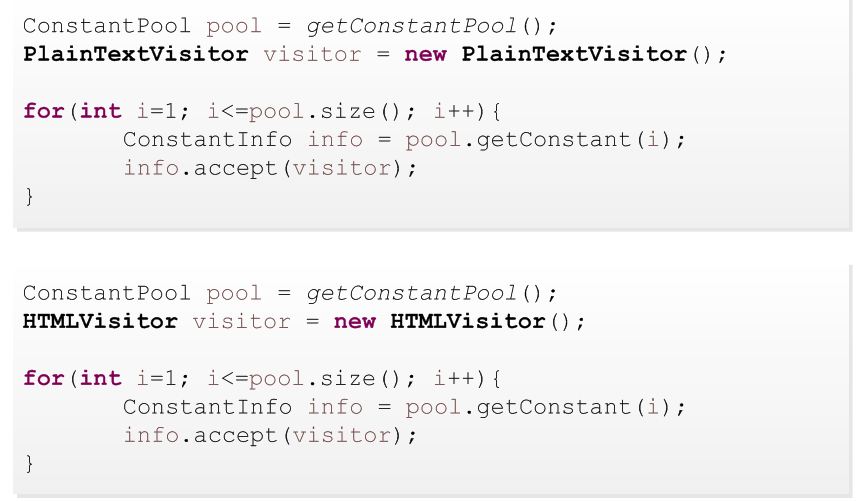 ConstantPool pool = getConstantPool();
PlainTextVisitor visitor = new PlainTextVisitor();
for(int i=1; i<=pool.size(); i++){
ConstantInfo info = pool.getConstant(i);
info.accept(visitor);
}
ConstantPool pool = getConstantPool();
HTMLVisitor visitor = new HTMLVisitor();
for(int i=1; i<=pool.size(); i++){
ConstantInfo info = pool.getConstant(i);
info.accept(visitor);
}